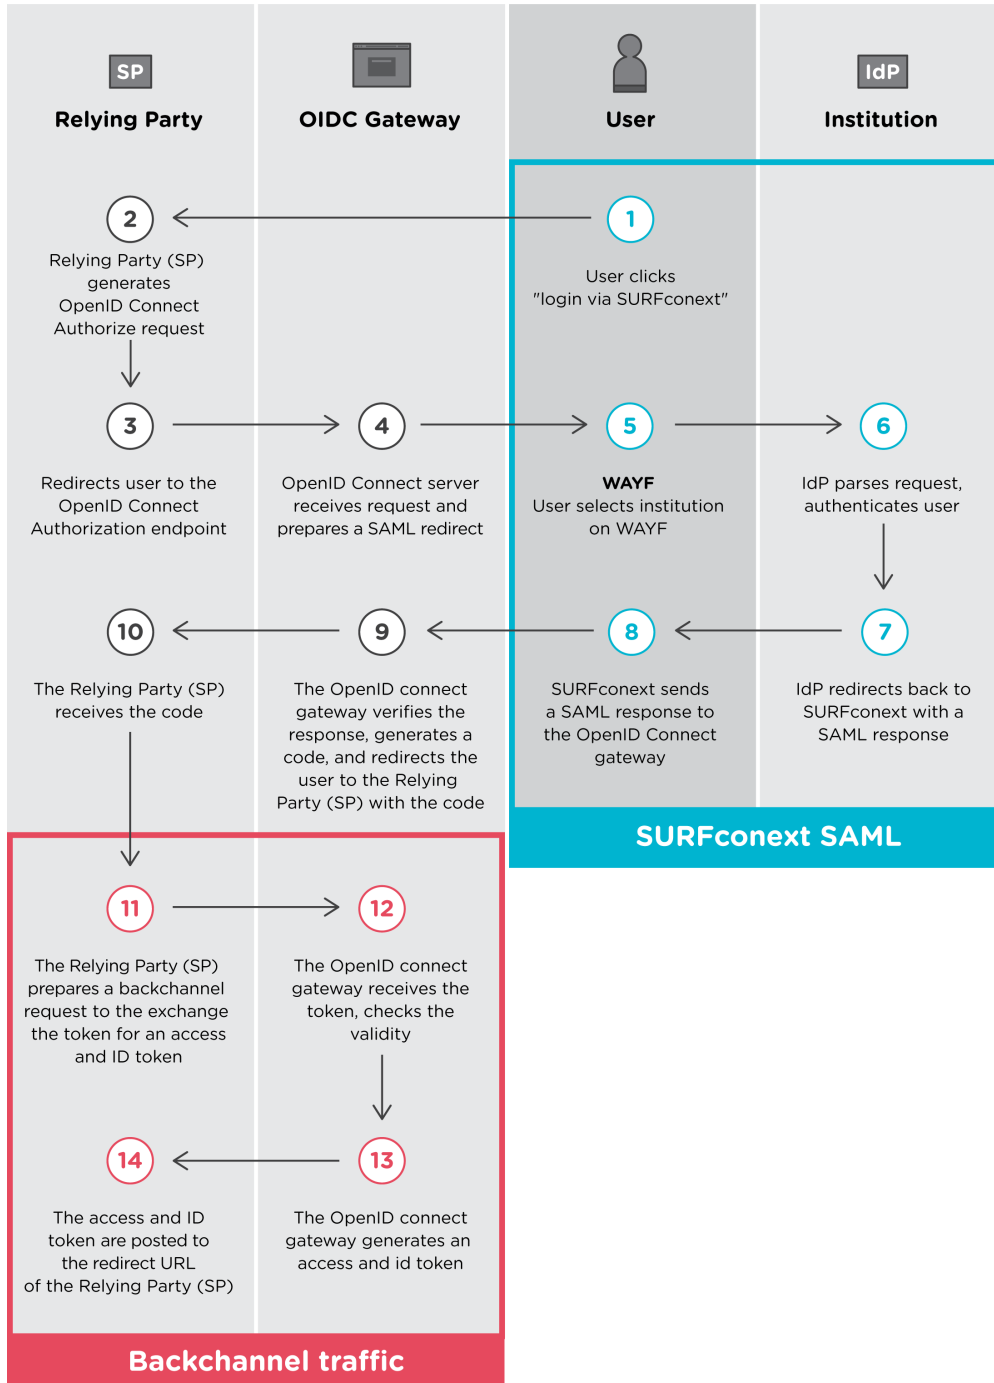 SP
IdP
Relying Party
OIDC Gateway
User
Institution
2
1
Relying Party (SP)
generates
OpenID Connect
Authorize request
User clicks
"login via SURFconext"
3
4
5
6
Redirects user to the
OpenID Connect
Authorization endpoint
OpenID Connect server
receives request and
prepares a SAML redirect
WAYF
User selects institution
on WAYF
IdP parses request,
authenticates user
10
9
8
7
The Relying Party (SP)
receives the code
The OpenID connect
gateway verifies the
response, generates a
code, and redirects the
user to the Relying
Party (SP) with the code
SURFconext sends
a SAML response to
the OpenID Connect
gateway
IdP redirects back to
SURFconext with a
SAML response
SURFconext SAML
11
12
The Relying Party (SP)
prepares a backchannel
request to the exchange
the token for an access
and ID token
The OpenID connect
gateway receives the
token, checks the
validity
14
13
The access and ID
token are posted to
the redirect URL
of the Relying Party (SP)
The OpenID connect
gateway generates an
access and id token
Backchannel traffic